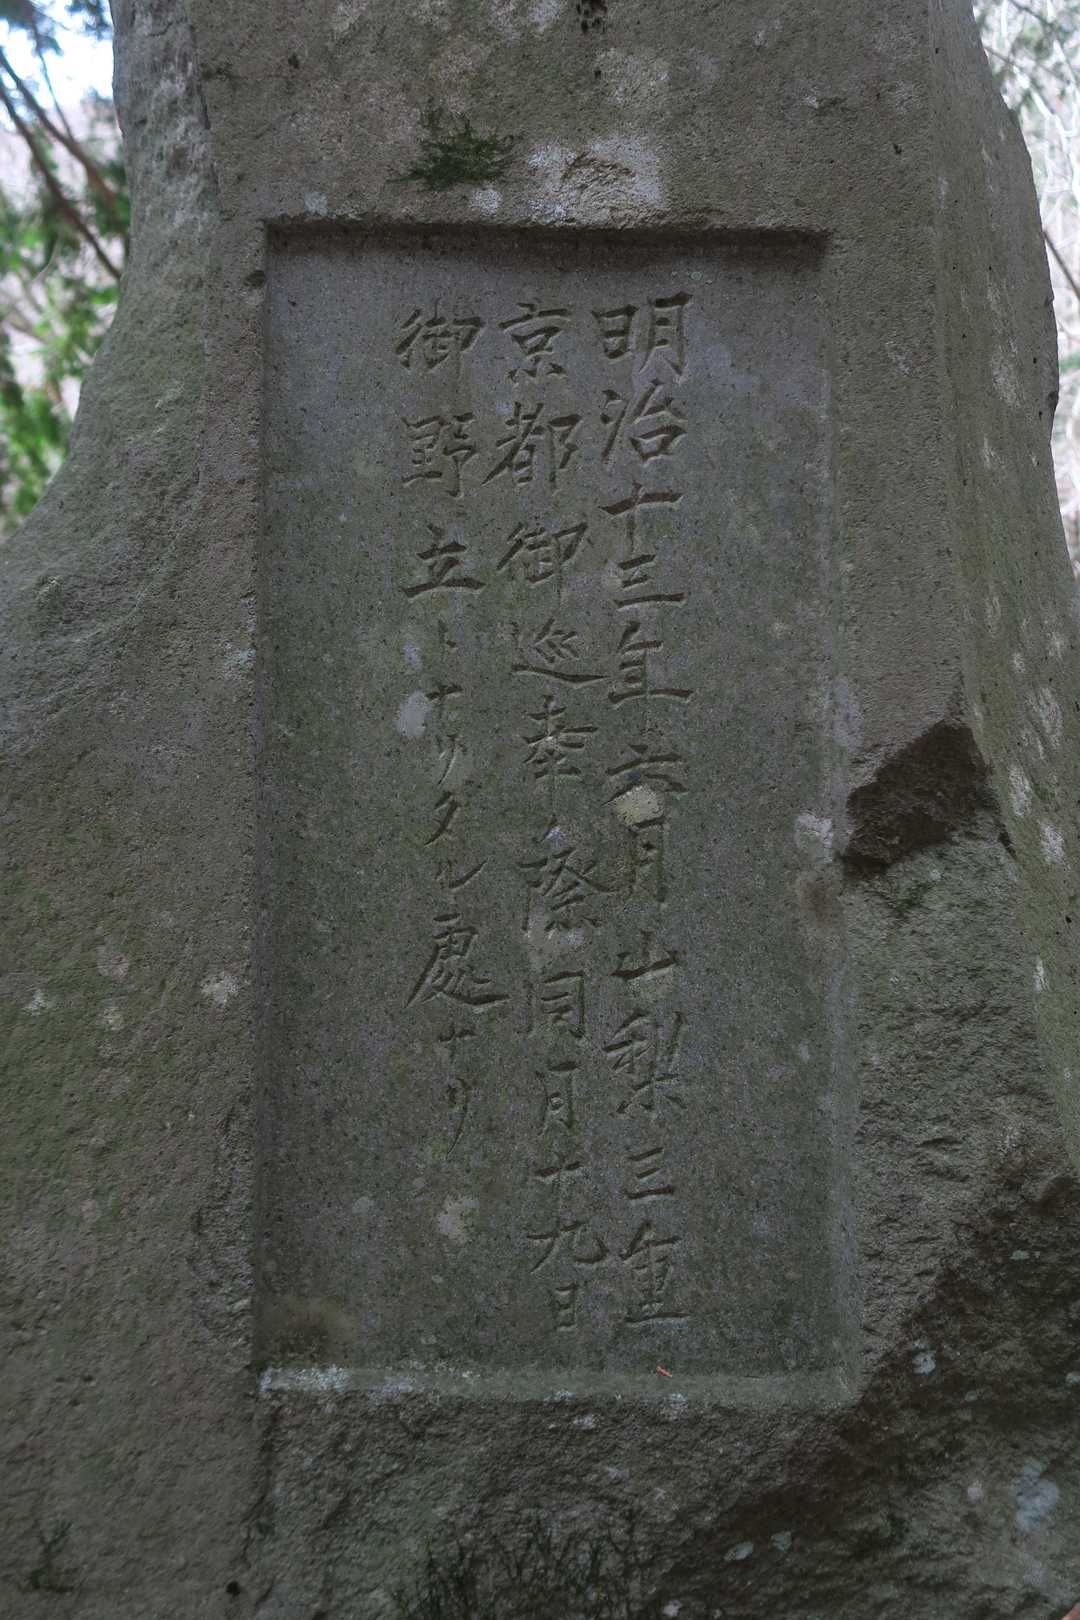 明治十三年六月山梨三重
京都御巡幸ノ際同月十九日
御野立トナリタル處ナリ